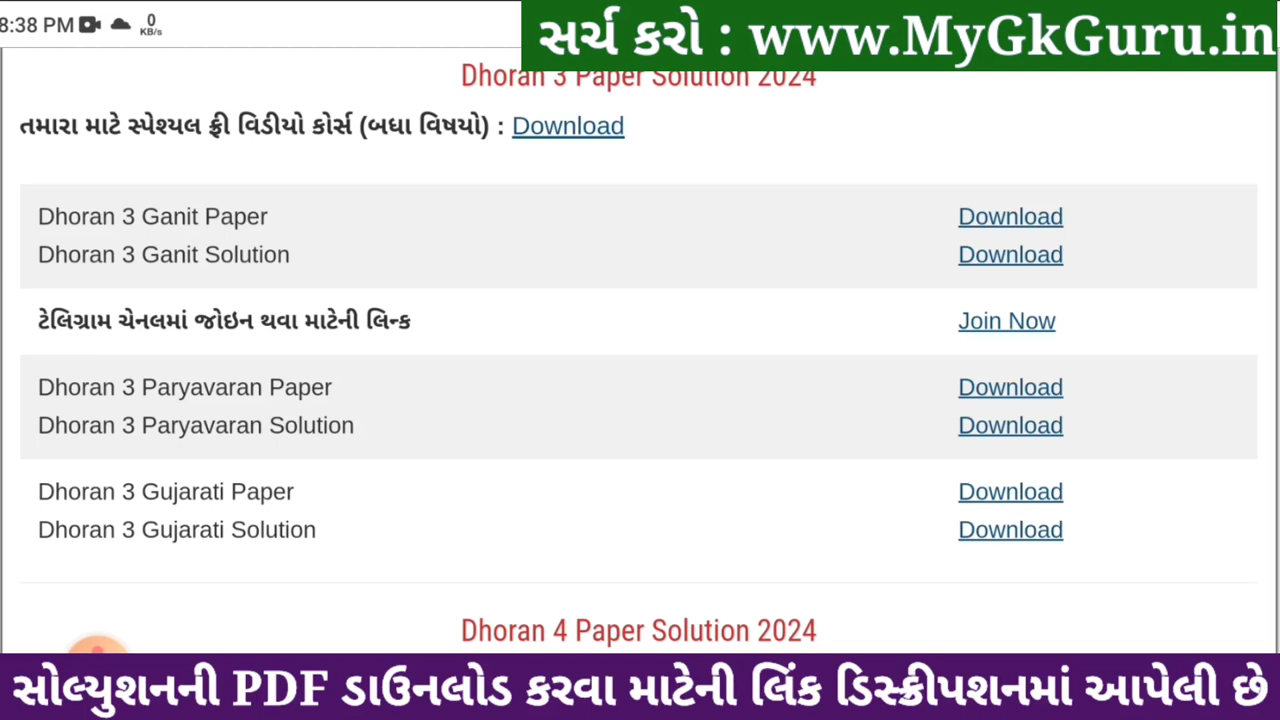 8:38 PM 0 KB/s
સર્ચ કરો : www.MyGkGuru.in
Dhoran 3 Paper Solution 2024
તમારા માટે સ્પેશ્યલ ફ્રી વિડીયો કોર્સ (બધા વિષયો) : Download
Dhoran 3 Ganit Paper Download
Dhoran 3 Ganit Solution Download
ટેલિગ્રામ ચેનલમાં જોઇન થવા માટેની લિન્ક Join Now
Dhoran 3 Paryavaran Paper Download
Dhoran 3 Paryavaran Solution Download
Dhoran 3 Gujarati Paper Download
Dhoran 3 Gujarati Solution Download
Dhoran 4 Paper Solution 2024
સોલ્યુશનની PDF ડાઉનલોડ કરવા માટેની લિંક ડિસ્ક્રીપશનમાં આપેલી છે